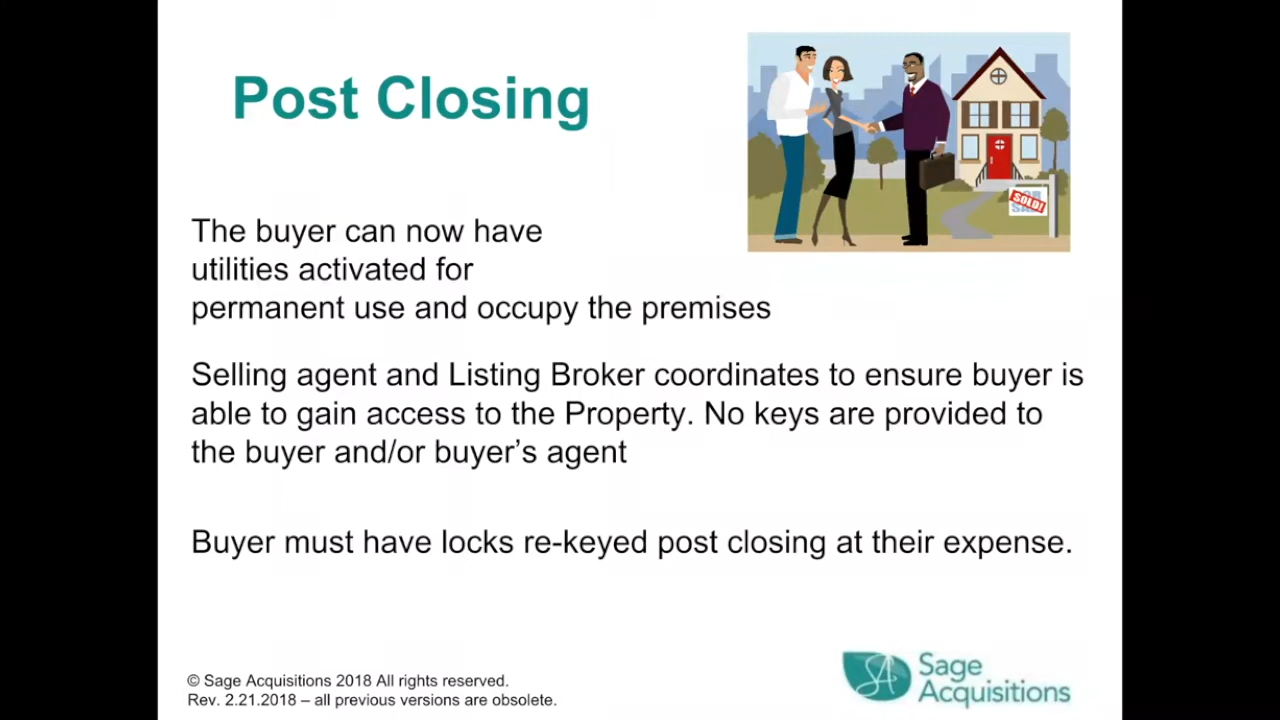 Post Closing
SOLD!
The buyer can now have
utilities activated for
permanent use and occupy the premises
Selling agent and Listing Broker coordinates to ensure buyer is
able to gain access to the Property. No keys are provided to
the buyer and/or buyer’s agent
Buyer must have locks re-keyed post closing at their expense.
© Sage Acquisitions 2018 All rights reserved.
Rev. 2.21.2018 – all previous versions are obsolete.
SA
Sage
Acquisitions